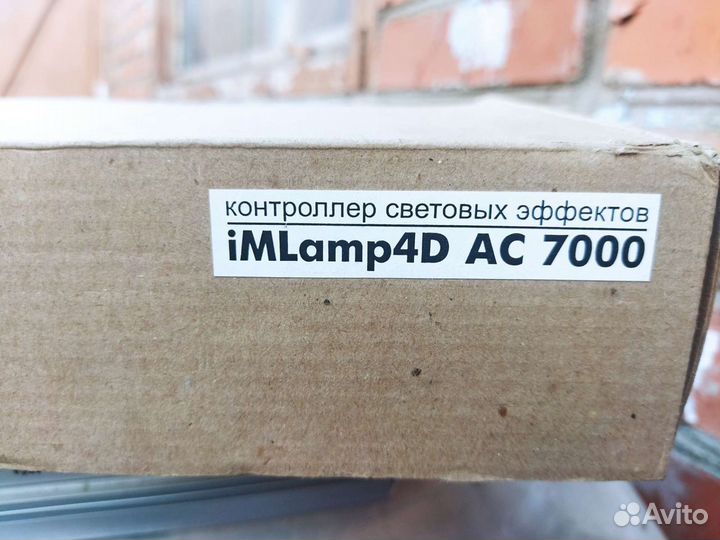 контроллер световых эффектов
iMLamp4D AC 7000
Avito